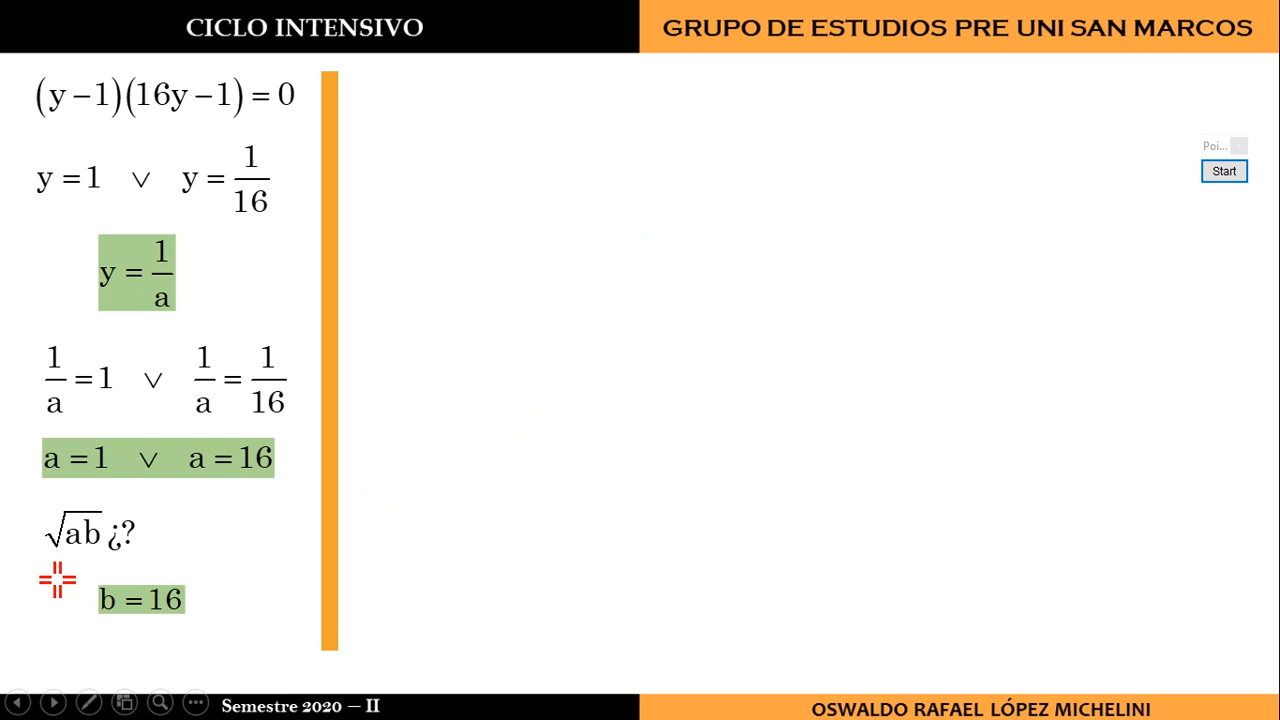 CICLO INTENSIVO
GRUPO DE ESTUDIOS PRE UNI SAN MARCOS
(y − 1)(16y − 1) = 0
y = 1 ∨ y = 1/16
y = 1/a
1/a = 1 ∨ 1/a = 1/16
a = 1 ∨ a = 16
√ab ¿?
b = 16
Poi...
Start
Semestre 2020 – II
OSWALDO RAFAEL LÓPEZ MICHELINI